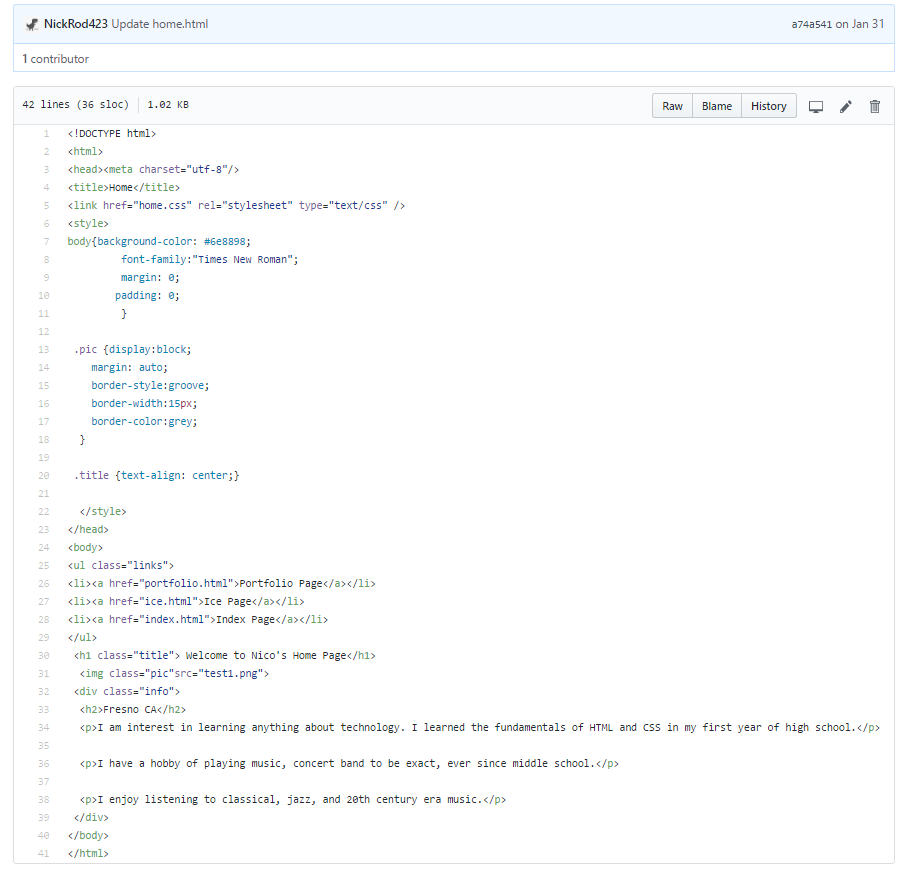 NickRod423 Update home.html a74a541 on Jan 31
1 contributor
42 lines (36 sloc) 1.02 KB Raw Blame History
1 <!DOCTYPE html>
2 <html>
3 <head><meta charset="utf-8"/>
4 <title>Home</title>
5 <link href="home.css" rel="stylesheet" type="text/css" />
6 <style>
7 body{background-color: #6e8898;
8 font-family:"Times New Roman";
9 margin: 0;
10 padding: 0;
11 }
12
13 .pic {display:block;
14 margin: auto;
15 border-style:groove;
16 border-width:15px;
17 border-color:grey;
18 }
19
20 .title {text-align: center;}
21
22 </style>
23 </head>
24 <body>
25 <ul class="links">
26 <li><a href="portfolio.html">Portfolio Page</a></li>
27 <li><a href="ice.html">Ice Page</a></li>
28 <li><a href="index.html">Index Page</a></li>
29 </ul>
30 <h1 class="title"> Welcome to Nico's Home Page</h1>
31 <img class="pic"src="test1.png">
32 <div class="info">
33 <h2>Fresno CA</h2>
34 <p>I am interest in learning anything about technology. I learned the fundamentals of HTML and CSS in my first year of high school.</p>
35
36 <p>I have a hobby of playing music, concert band to be exact, ever since middle school.</p>
37
38 <p>I enjoy listening to classical, jazz, and 20th century era music.</p>
39 </div>
40 </body>
41 </html>